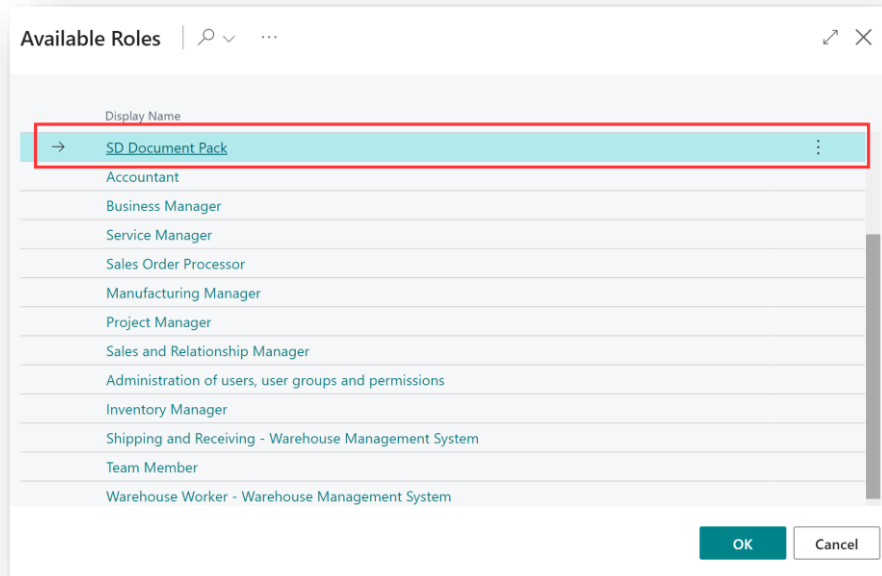 Available Roles
Display Name
SD Document Pack
Accountant
Business Manager
Service Manager
Sales Order Processor
Manufacturing Manager
Project Manager
Sales and Relationship Manager
Administration of users, user groups and permissions
Inventory Manager
Shipping and Receiving - Warehouse Management System
Team Member
Warehouse Worker - Warehouse Management System
OK Cancel